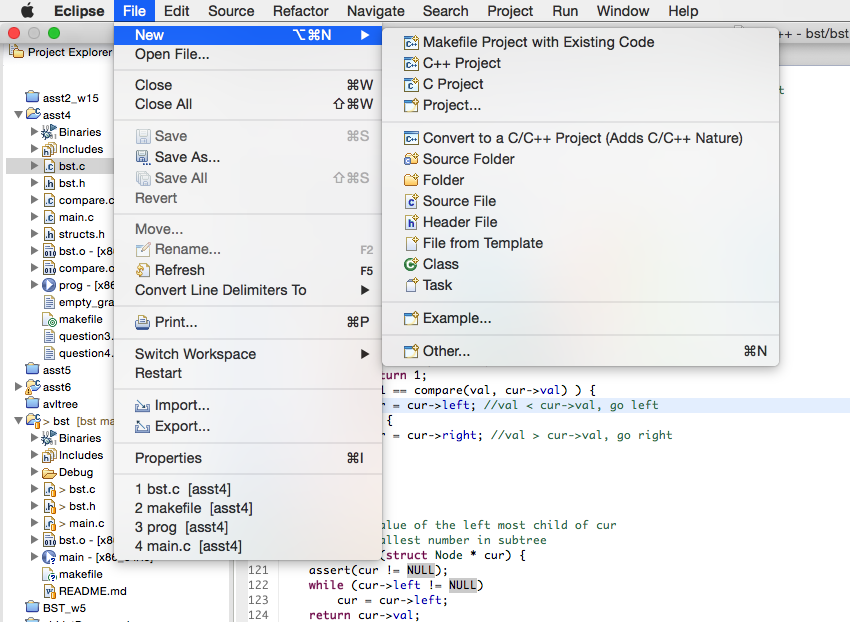 Eclipse File Edit Source Refactor Navigate Search Project Run Window Help
++ - bst/bst
Project Explorer
asst2_w15
asst4
Binaries
Includes
bst.c
bst.h
compare.c
main.c
structs.h
bst.o - [x8
compare.o
prog - [x86
empty_gra
makefile
question3.
question4.
asst5
asst6
avltree
> bst [bst ma
Binaries
Includes
Debug
> bst.c
> bst.h
> main.c
bst.o - [x8
main - [x86_64le]
makefile
README.md
BST_w5
New ⌥⌘N
Open File...
Close ⌘W
Close All ⇧⌘W
Save ⌘S
Save As...
Save All ⇧⌘S
Revert
Move...
Rename... F2
Refresh F5
Convert Line Delimiters To
Print... ⌘P
Switch Workspace
Restart
Import...
Export...
Properties ⌘I
1 bst.c [asst4]
2 makefile [asst4]
3 prog [asst4]
4 main.c [asst4]
Makefile Project with Existing Code
C++ Project
C Project
Project...
Convert to a C/C++ Project (Adds C/C++ Nature)
Source Folder
Folder
Source File
Header File
File from Template
Class
Task
Example...
Other... ⌘N
urn 1;
== compare(val, cur->val) ) {
= cur->left; //val < cur->val, go left
{
= cur->right; //val > cur->val, go right
alue of the left most child of cur
allest number in subtree
(struct Node * cur) {
121 assert(cur != NULL);
122 while (cur->left != NULL)
123 cur = cur->left;
124 return cur->val;